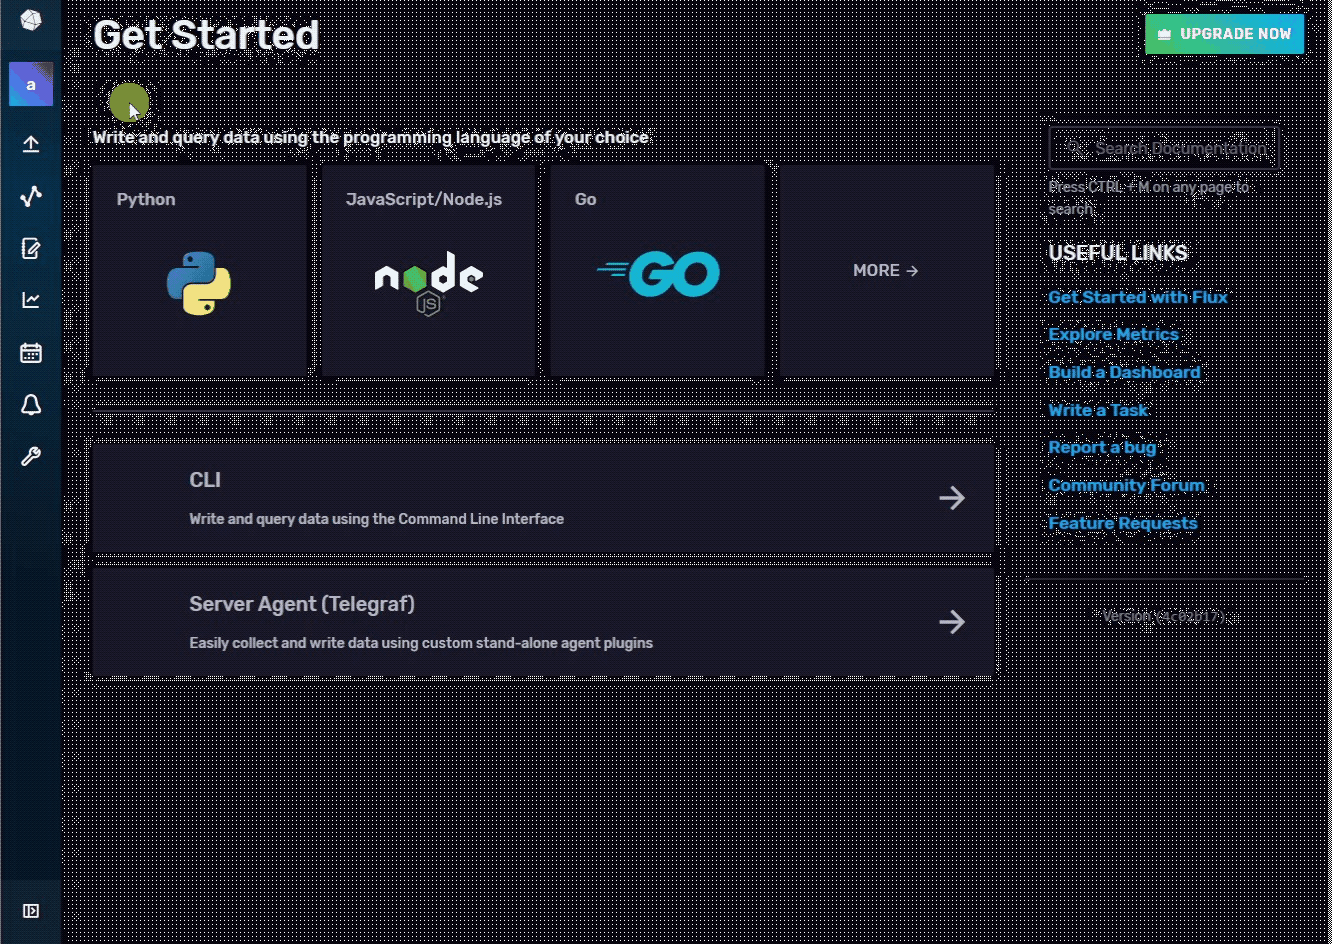 Get Started
UPGRADE NOW
a
Write and query data using the programming language of your choice
Python
JavaScript/Node.js
Go
node
JS
GO
MORE →
Search Documentation
Press CTRL + M on any page to
search.
USEFUL LINKS
Get Started with Flux
Explore Metrics
Build a Dashboard
Write a Task
Report a bug
Community Forum
Feature Requests
CLI
Write and query data using the Command Line Interface
Server Agent (Telegraf)
Easily collect and write data using custom stand-alone agent plugins
Version